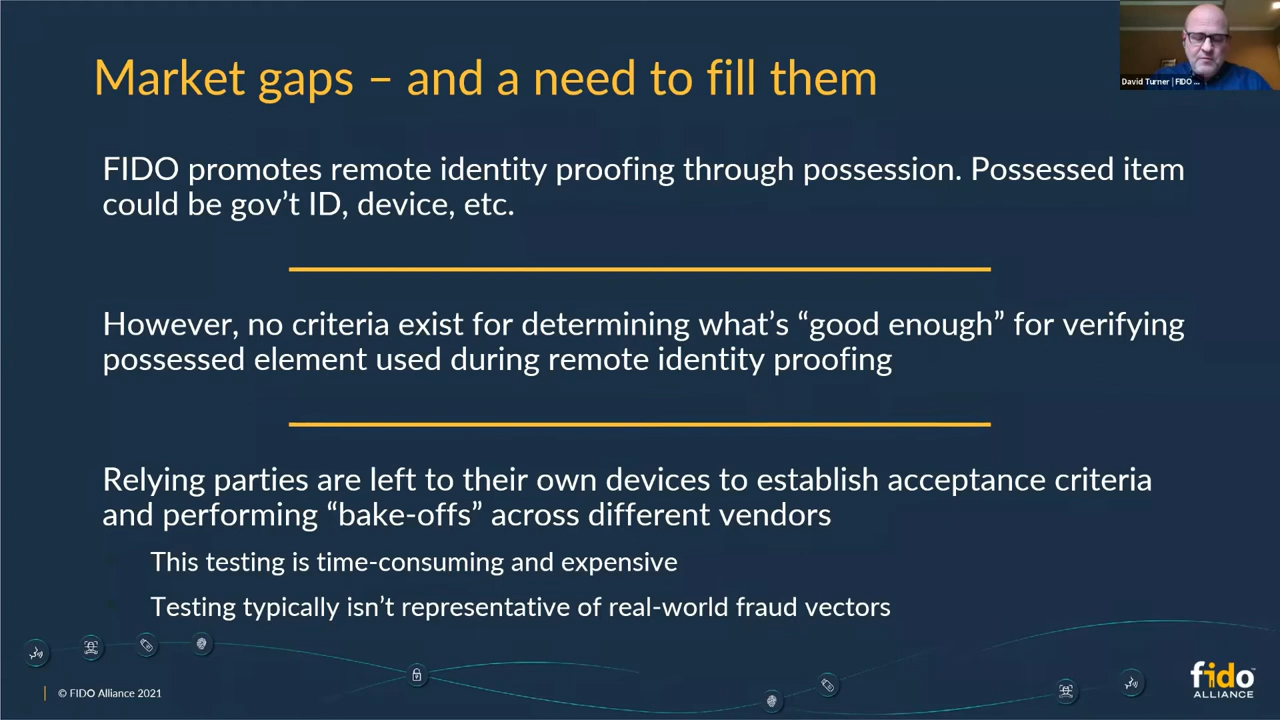 Market gaps – and a need to fill them
David Turner | FIDO ...
FIDO promotes remote identity proofing through possession. Possessed item
could be gov’t ID, device, etc.
However, no criteria exist for determining what’s “good enough” for verifying
possessed element used during remote identity proofing
Relying parties are left to their own devices to establish acceptance criteria
and performing “bake-offs” across different vendors
This testing is time-consuming and expensive
Testing typically isn’t representative of real-world fraud vectors
© FIDO Alliance 2021
fido
ALLIANCE